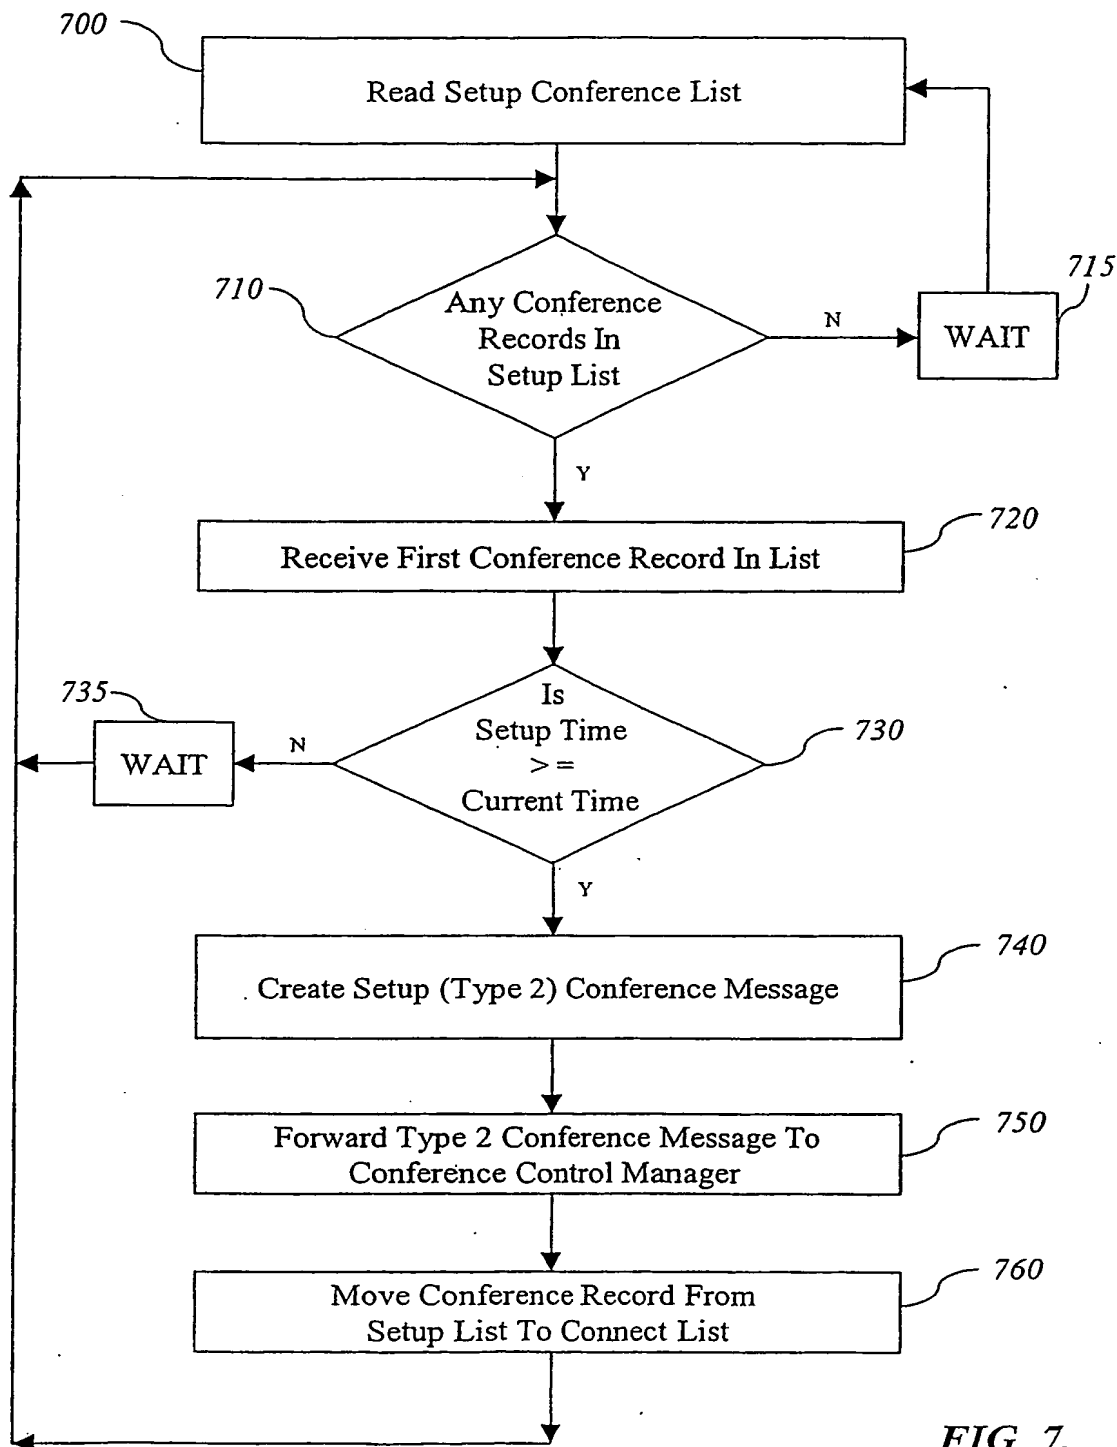 700
Read Setup Conference List
710
Any Conference
Records In
Setup List
N
715
WAIT
Y
720
Receive First Conference Record In List
735
WAIT
N
Is
Setup Time
>=
Current Time
730
Y
740
Create Setup (Type 2) Conference Message
750
Forward Type 2 Conference Message To
Conference Control Manager
760
Move Conference Record From
Setup List To Connect List
FIG. 7.